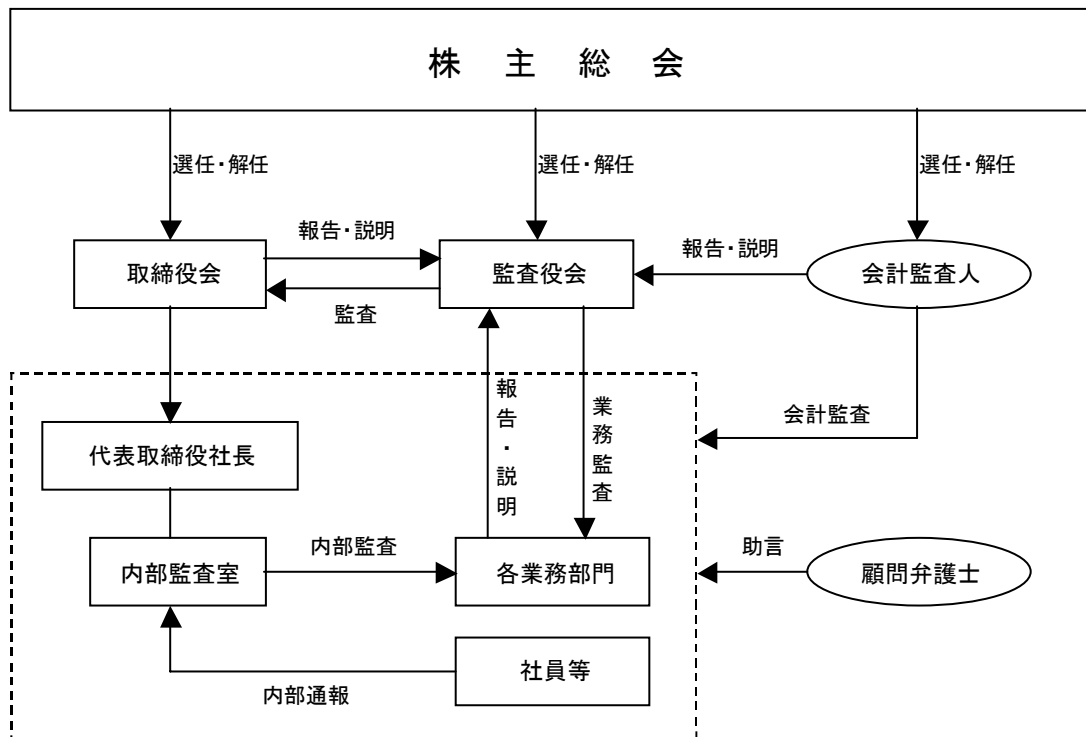 株 主 総 会
選任・解任
選任・解任
選任・解任
報告・説明
報告・説明
取締役会
監査役会
会計監査人
監査
報告・説明
業務監査
会計監査
代表取締役社長
内部監査
助言
内部監査室
各業務部門
顧問弁護士
社員等
内部通報